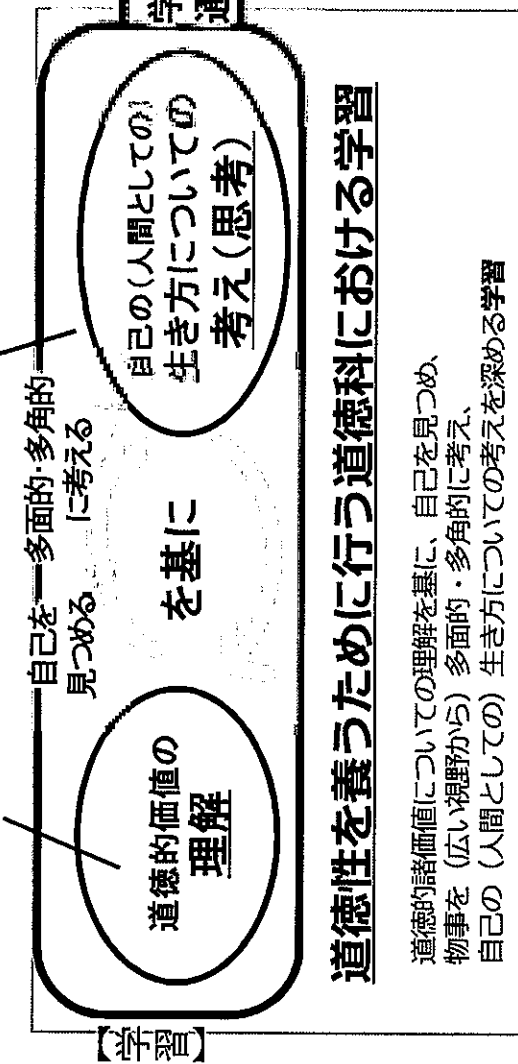 学
通
自己を
見つめる
多面的・多角的
に考える
【学習】
道徳的価値の
理解
を基に
自己の(人間としての)
生き方についての
考え(思考)
道徳性を養うために行う道徳科における学習
道徳的諸価値についての理解を基に、自己を見つめ、
物事を（広い視野から）多面的・多角的に考え、
自己の（人間としての）生き方についての考えを深める学習